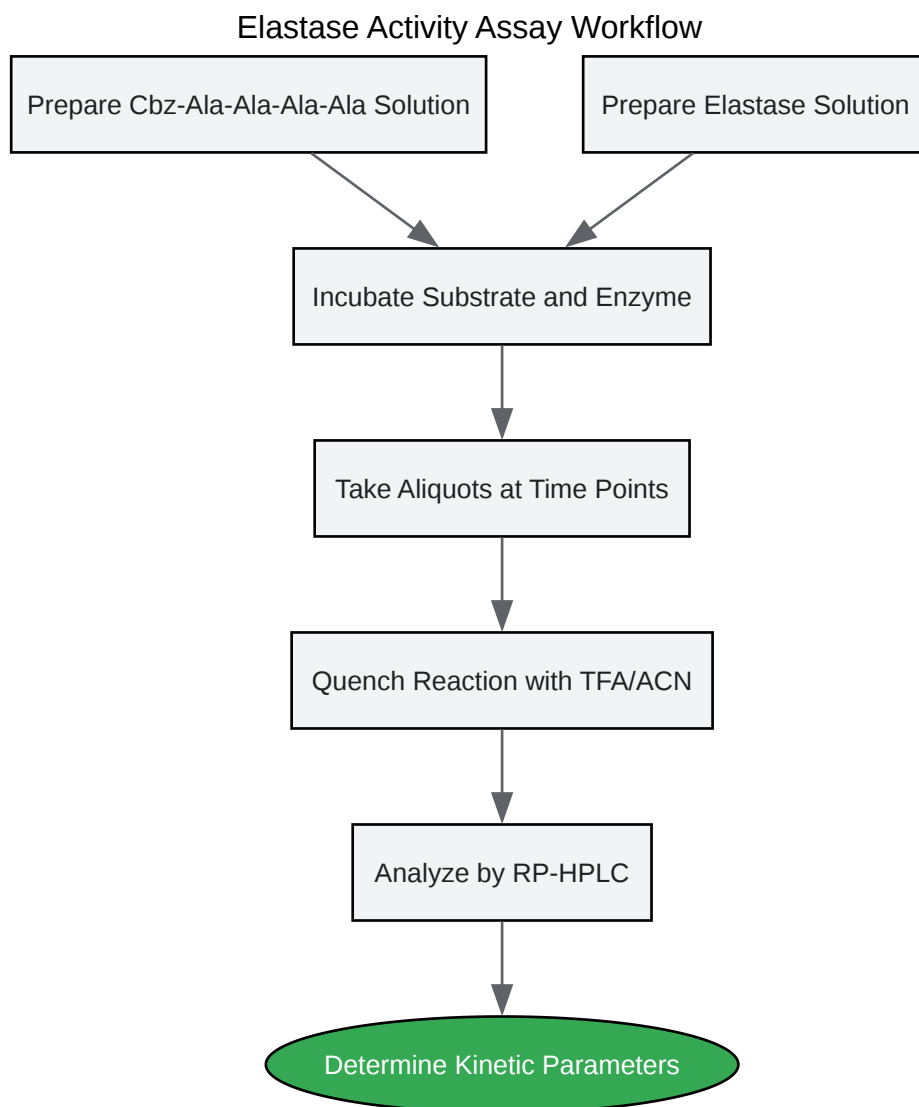 Elastase Activity Assay Workflow
Prepare Cbz-Ala-Ala-Ala-Ala Solution
Prepare Elastase Solution
Incubate Substrate and Enzyme
Take Aliquots at Time Points
Quench Reaction with TFA/ACN
Analyze by RP-HPLC
Determine Kinetic Parameters